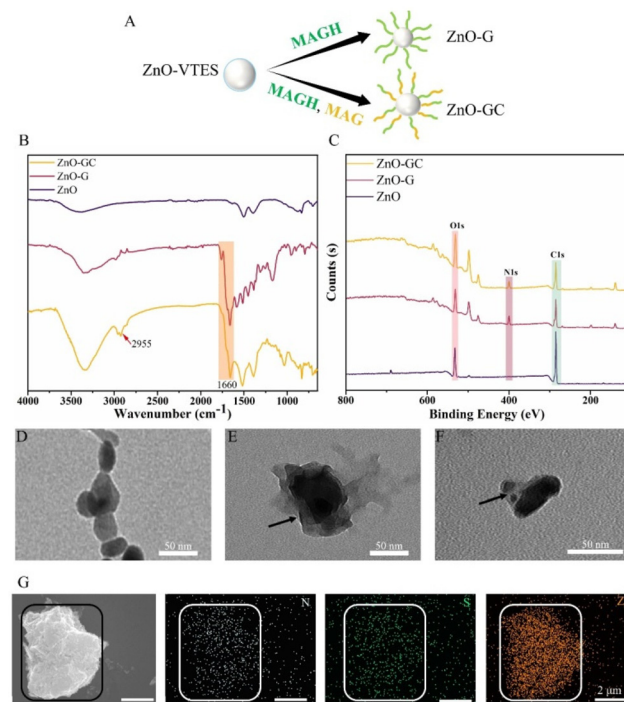 A
MAGH
ZnO-G
ZnO-VTES
MAGH, MAG
ZnO-GC
B
ZnO-GC
ZnO-G
ZnO
2955
1660
4000 3500 3000 2500 2000 1500 1000
Wavenumber (cm-1)
C
ZnO-GC
ZnO-G
ZnO
O1s
N1s
C1s
Counts (s)
800 600 400 200
Binding Energy (eV)
D
50 nm
E
50 nm
F
50 nm
G
N
S
Z
2 μm